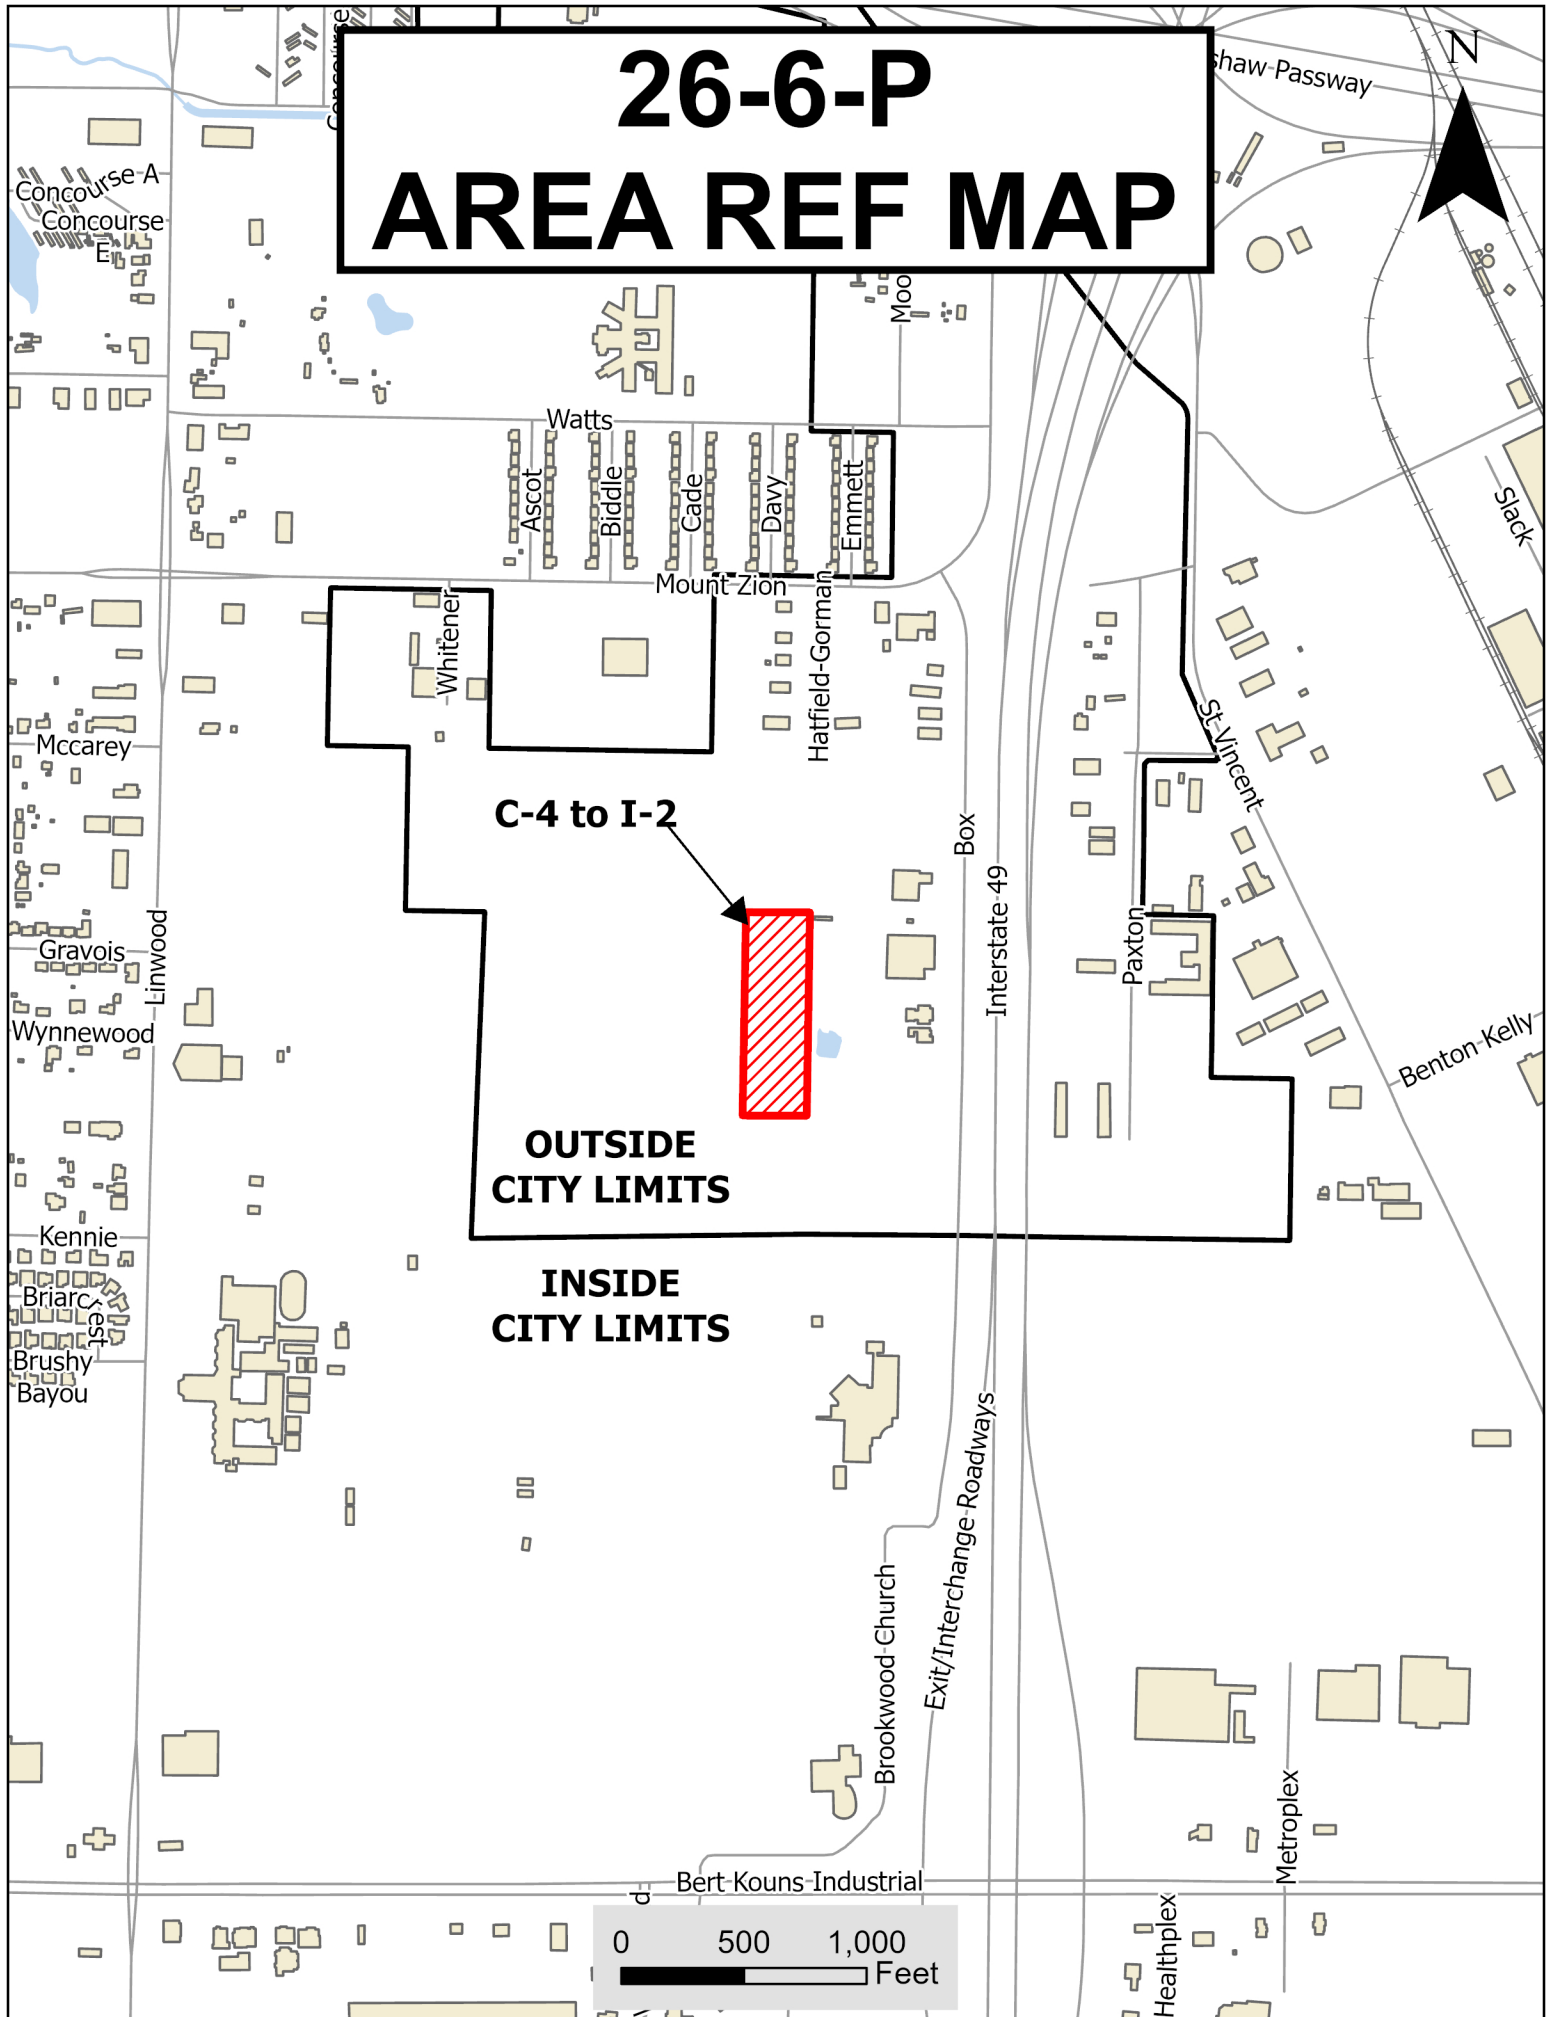 Concourse
26-6-P
AREA REF MAP
shaw Passway
N
Concourse A
Concourse
E
Moo
Watts
Ascot
Biddle
Cade
Davy
Emmett
Slack
Mount Zion
Whitener
Hatfield-Gorman
St Vincent
Mccarey
C-4 to I-2
Box
Interstate 49
Linwood
Paxton
Gravois
Wynnewood
Benton-Kelly
OUTSIDE
CITY LIMITS
Kennie
INSIDE
CITY LIMITS
Briarcrest
Brushy
Bayou
Exit/Interchange-Roadways
Brookwood-Church
Metroplex
Bert Kouns Industrial
d
Healthplex
0 500 1,000
Feet